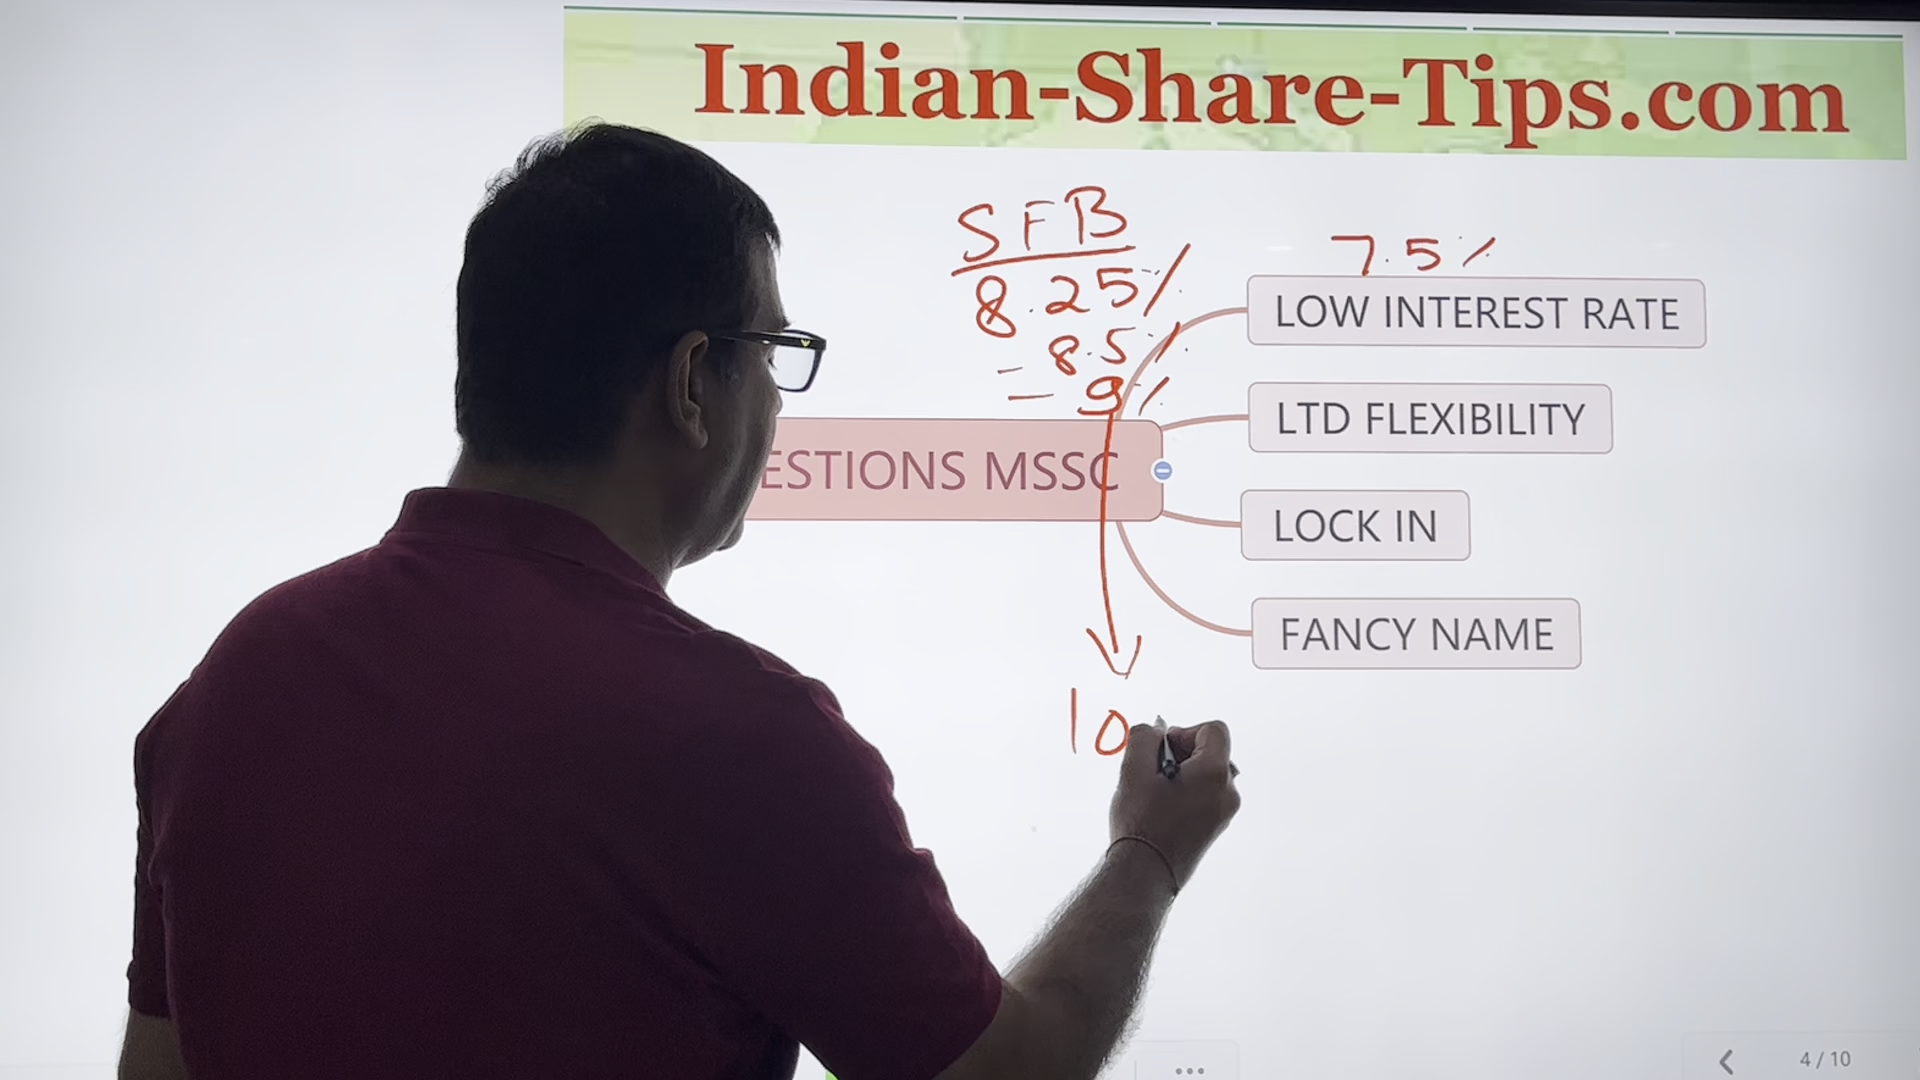 Indian-Share-Tips.com
SFB
8.25%
= 8.5%
- 9%
10
7.5%
ESTIONS MSSC
LOW INTEREST RATE
LTD FLEXIBILITY
LOCK IN
FANCY NAME
4 / 10